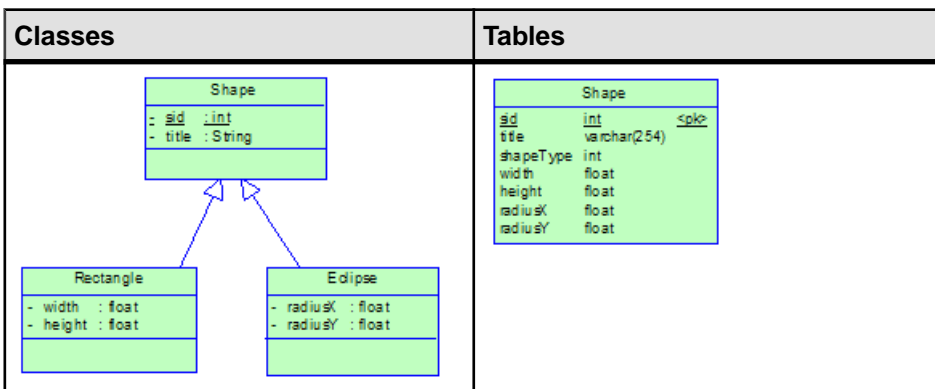 Classes
Tables
Shape
- sid : int
- title : String
Rectangle
- width : float
- height : float
Eclipse
- radiusX : float
- radiusY : float
Shape
sid int <pk>
title varchar(254)
shapeType int
width float
height float
radiusX float
radiusY float